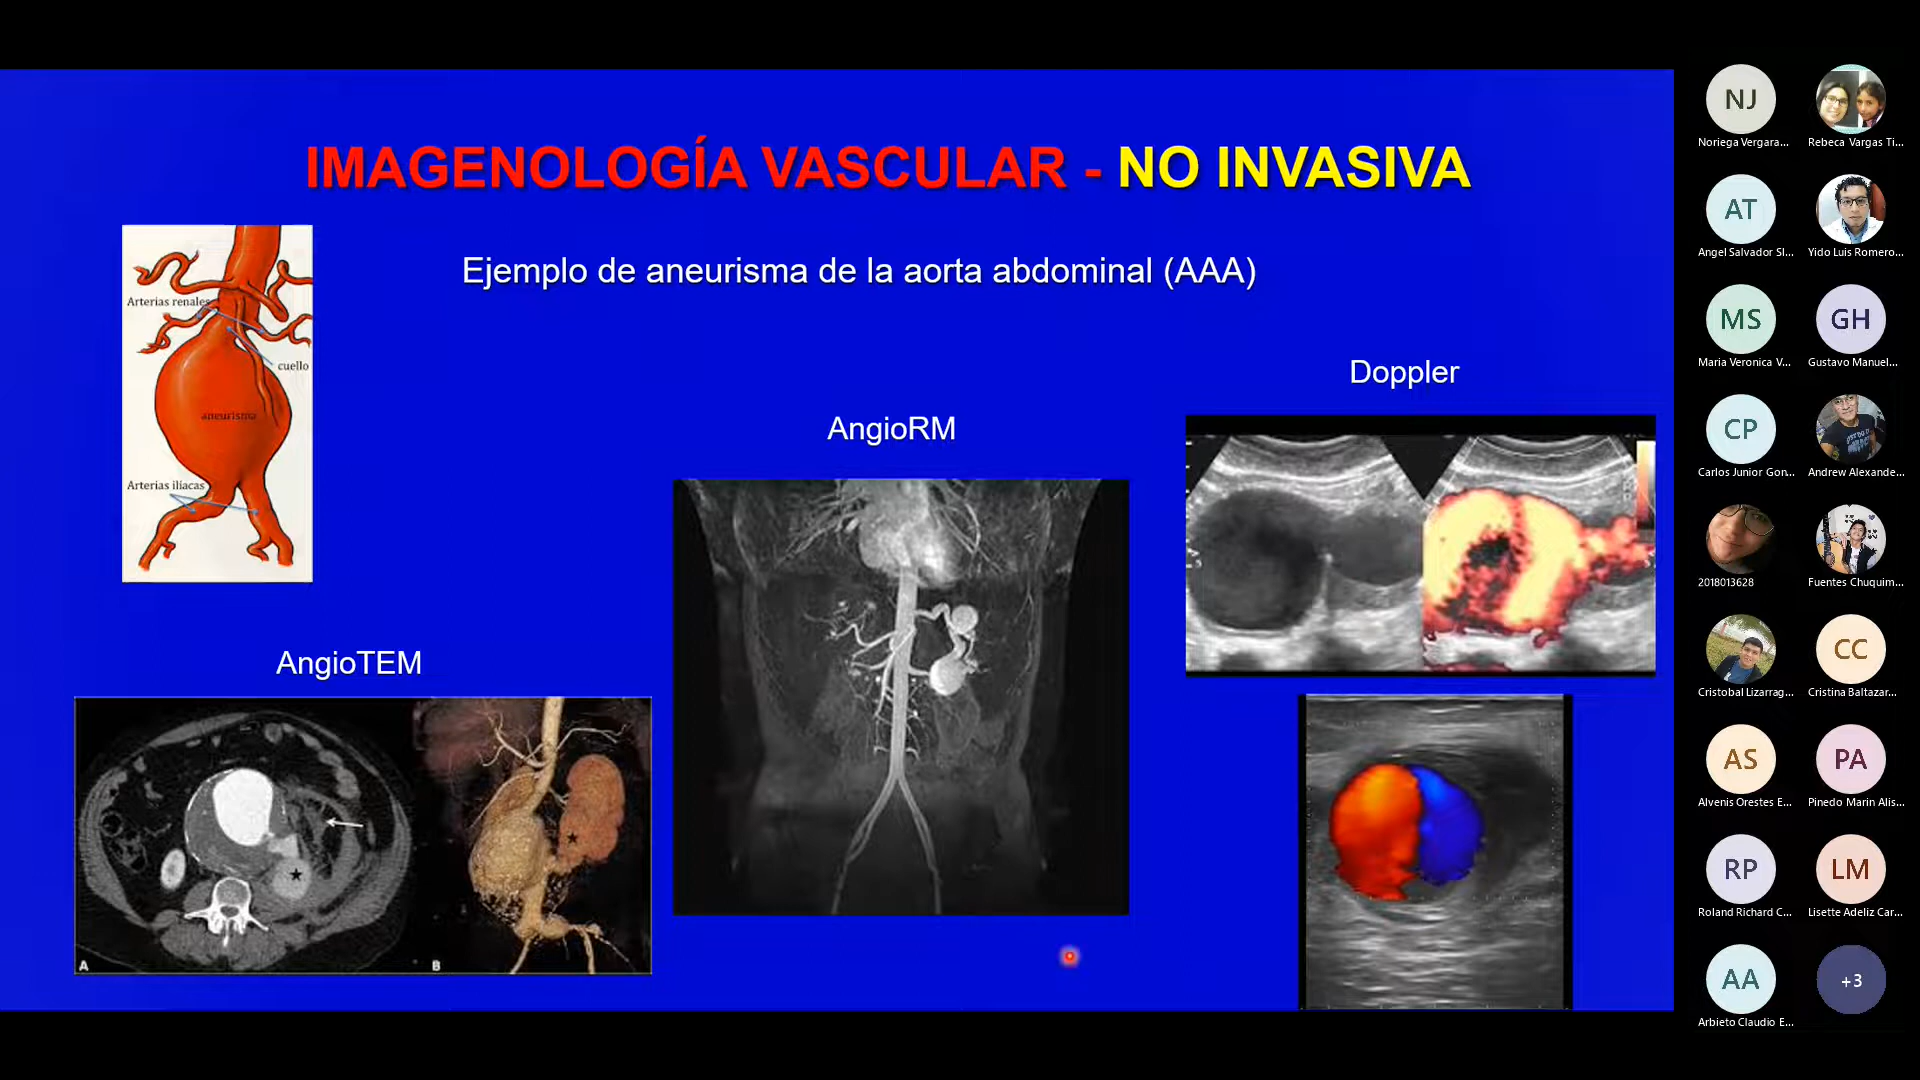 IMAGENOLOGÍA VASCULAR - NO INVASIVA
Ejemplo de aneurisma de la aorta abdominal (AAA)
Arterias renales
cuello
aneurisma
Arterias ilíacas
Doppler
AngioRM
AngioTEM
A
B
NJ
Noriega Vergara...
Rebeca Vargas Ti...
AT
Angel Salvador Sl...
Yido Luis Romero...
MS
Maria Veronica V...
GH
Gustavo Manuel...
CP
Carlos Junior Gon...
Andrew Alexande...
2018013628
Fuentes Chuquim...
Cristobal Lizarrag...
CC
Cristina Baltazar...
AS
Alvenis Orestes E...
PA
Pinedo Marin Alis...
RP
Roland Richard C...
LM
Lisette Adeliz Car...
AA
Arbieto Claudio E...
+3